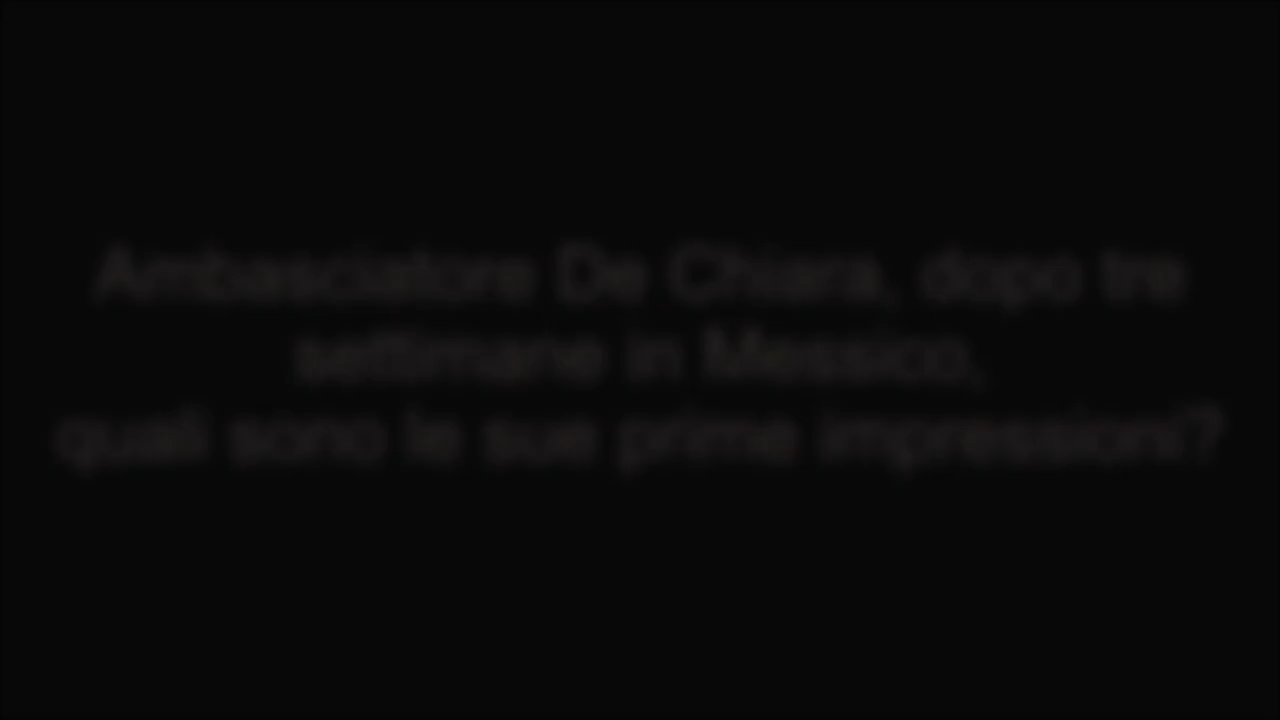 Ambasciatore De Chiara, dopo tre
settimane in Messico,
quali sono le sue prime impressioni?